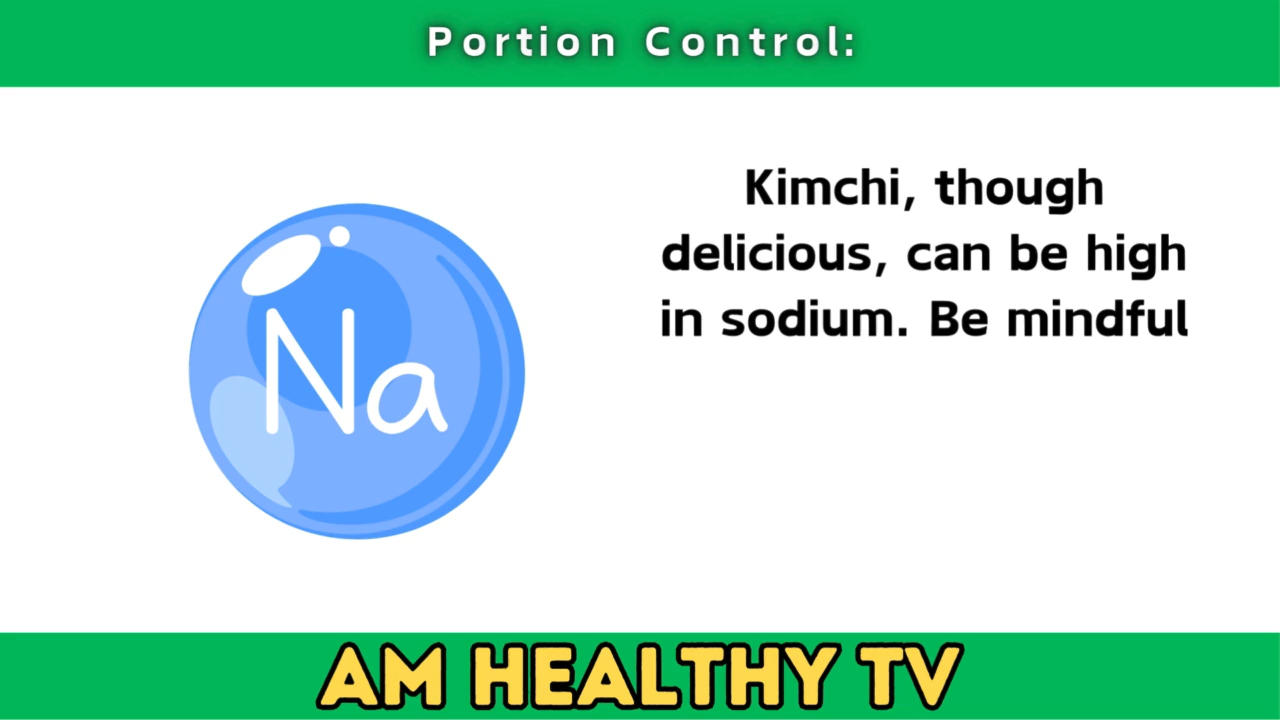 Portion Control:
Kimchi, though
delicious, can be high
in sodium. Be mindful
Na
AM HEALTHY TV